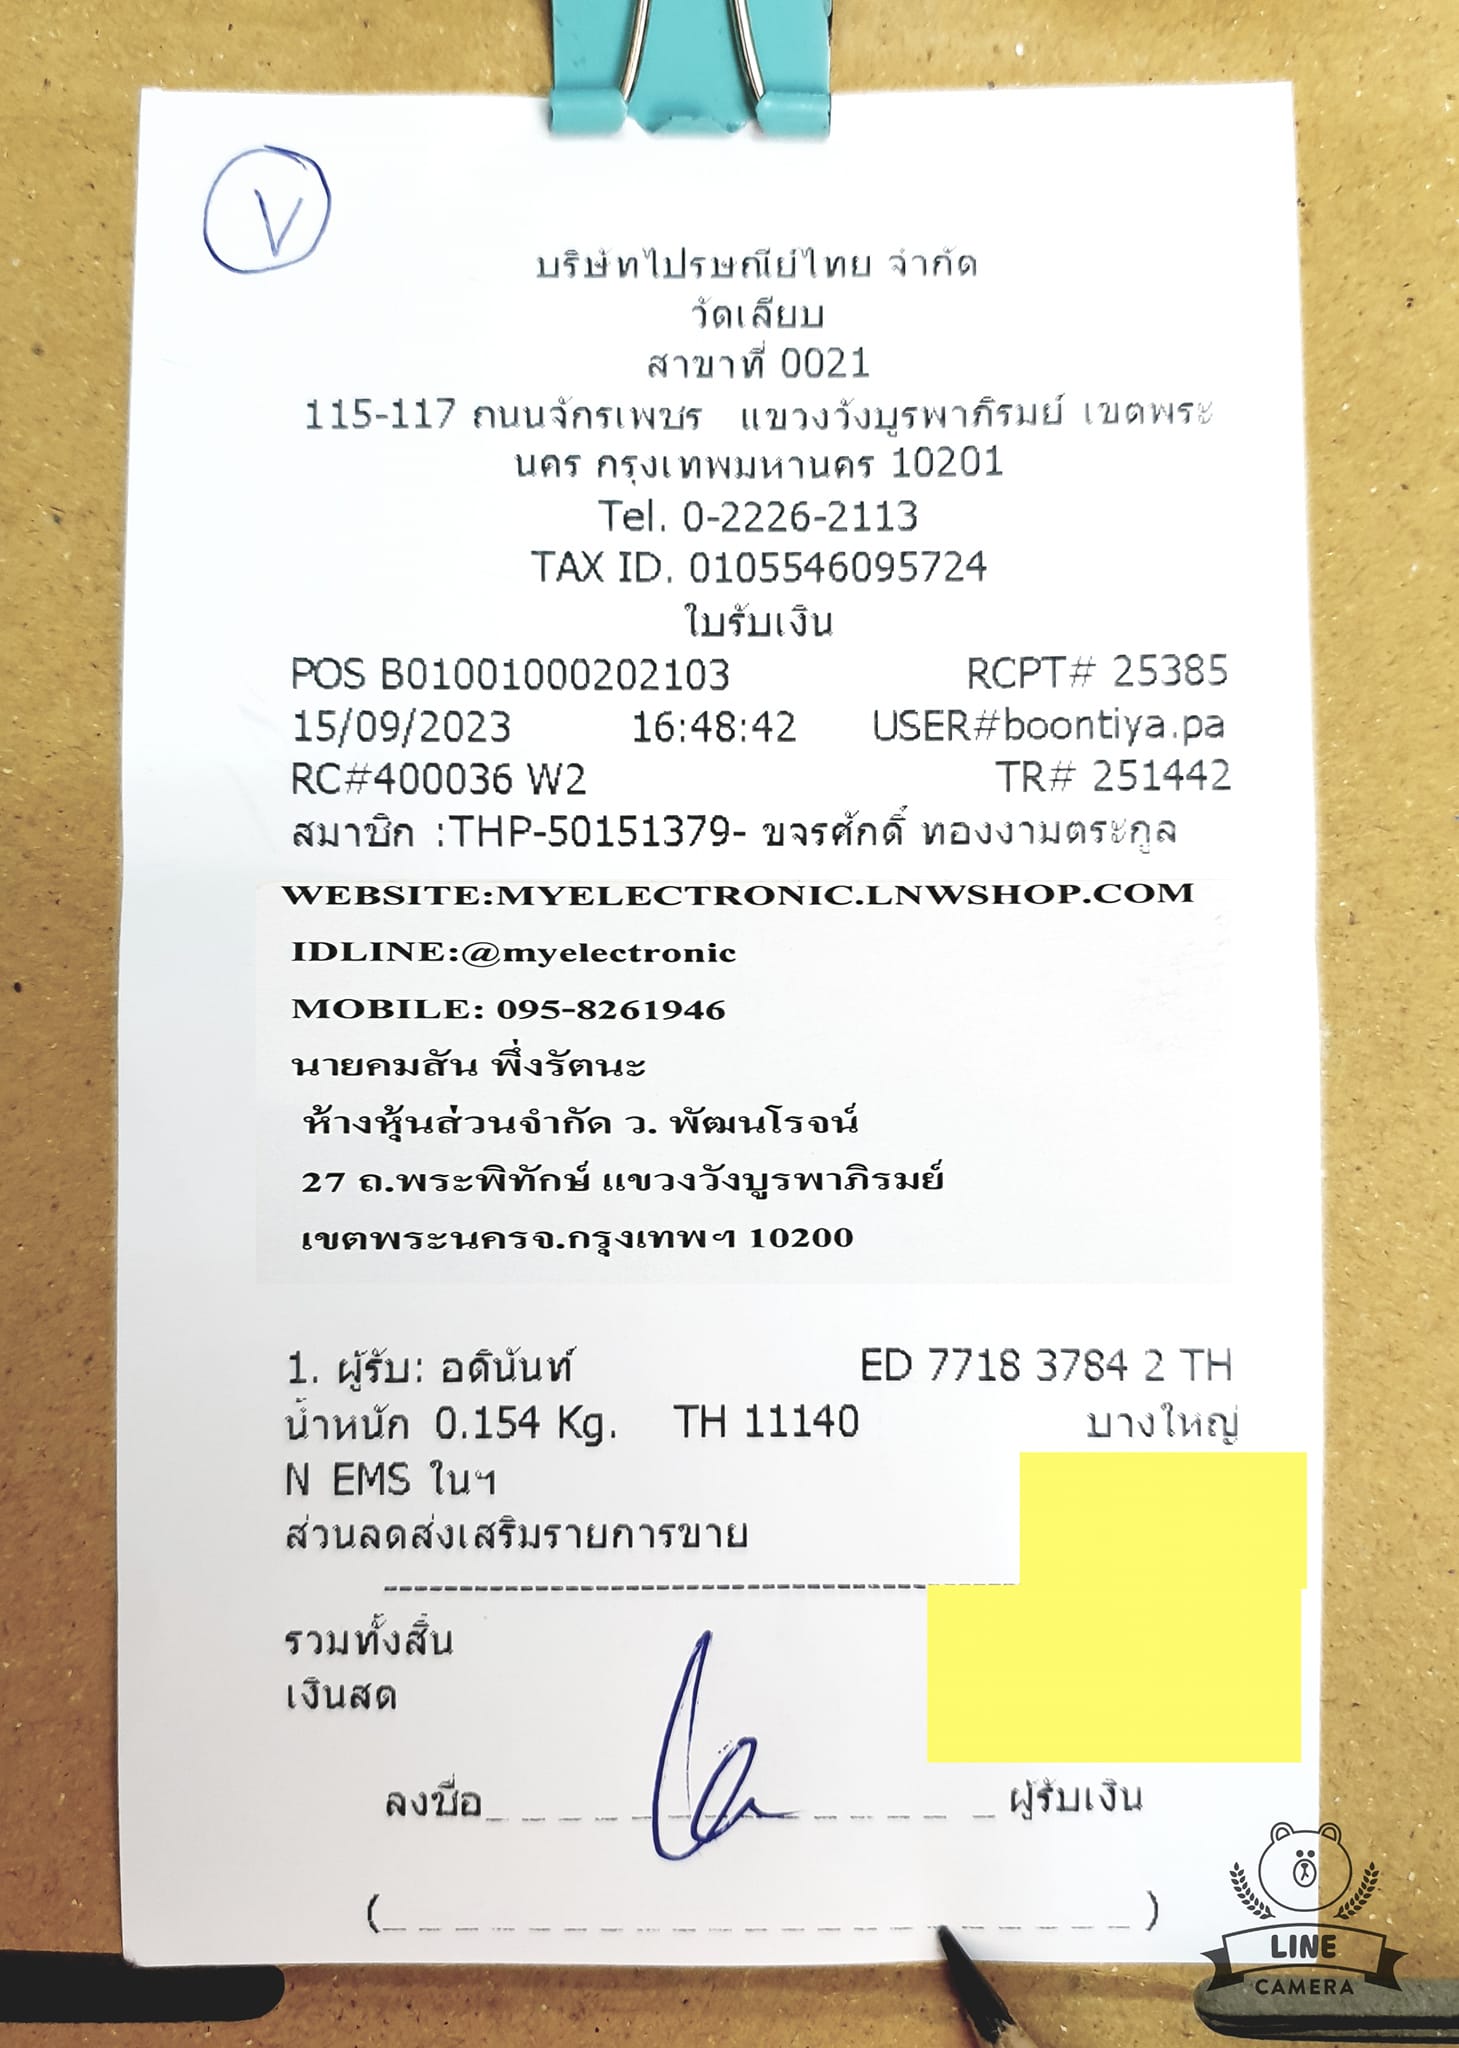 V
บริษัทไปรษณีย์ไทย จำกัด
วัดเลียบ
สาขาที่ 0021
115-117 ถนนจักรเพชร แขวงวังบูรพาภิรมย์ เขตพระ
นคร กรุงเทพมหานคร 10201
Tel. 0-2226-2113
TAX ID. 0105546095724
ใบรับเงิน
POS B01001000202103 RCPT# 25385
15/09/2023 16:48:42 USER#boontiya.pa
RC#400036 W2 TR# 251442
สมาชิก :THP-50151379- ขจรศักดิ์ ทองงามตระกูล
WEBSITE:MYELECTRONIC.LNWSHOP.COM
IDLINE:@myelectronic
MOBILE: 095-8261946
นายคมสัน พึ่งรัตนะ
ห้างหุ้นส่วนจำกัด ว. พัฒนโรจน์
27 ถ.พระพิทักษ์ แขวงวังบูรพาภิรมย์
เขตพระนครจ.กรุงเทพฯ 10200
1. ผู้รับ: อดินันท์ ED 7718 3784 2 TH
น้ำหนัก 0.154 Kg. TH 11140 บางใหญ่
N EMS ในฯ
ส่วนลดส่งเสริมรายการขาย
รวมทั้งสิ้น
เงินสด
ลงชื่อ ผู้รับเงิน
( )
LINE
CAMERA